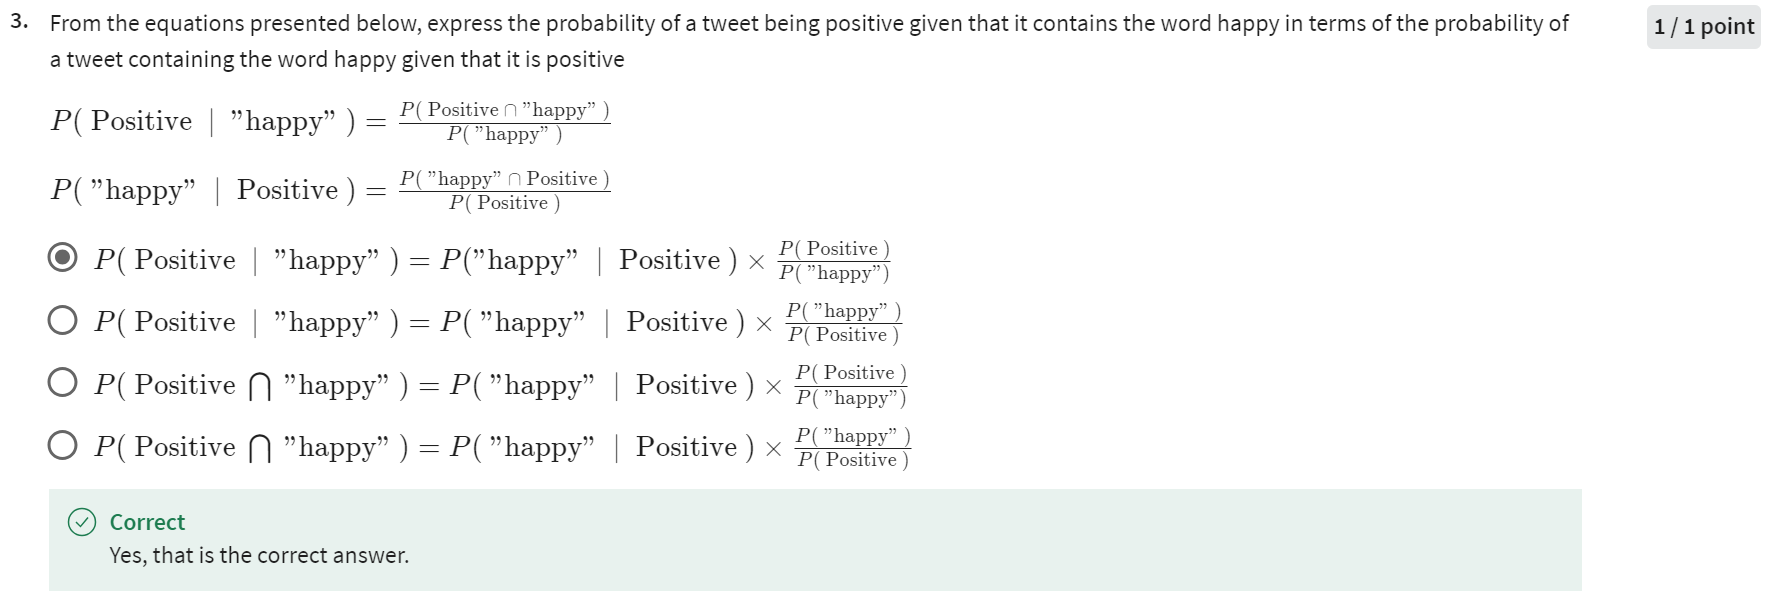 3. From the equations presented below, express the probability of a tweet being positive given that it contains the word happy in terms of the probability of
a tweet containing the word happy given that it is positive
1 / 1 point
P( Positive | ”happy” ) = P( Positive ∩ ”happy” ) / P( ”happy” )
P( ”happy” | Positive ) = P( ”happy” ∩ Positive ) / P( Positive )
P( Positive | ”happy” ) = P(”happy” | Positive ) × P( Positive ) / P( ”happy”)
P( Positive | ”happy” ) = P( ”happy” | Positive ) × P( ”happy” ) / P( Positive )
P( Positive ⋂ ”happy” ) = P( ”happy” | Positive ) × P( Positive ) / P( ”happy”)
P( Positive ⋂ ”happy” ) = P( ”happy” | Positive ) × P( ”happy” ) / P( Positive )
Correct
Yes, that is the correct answer.